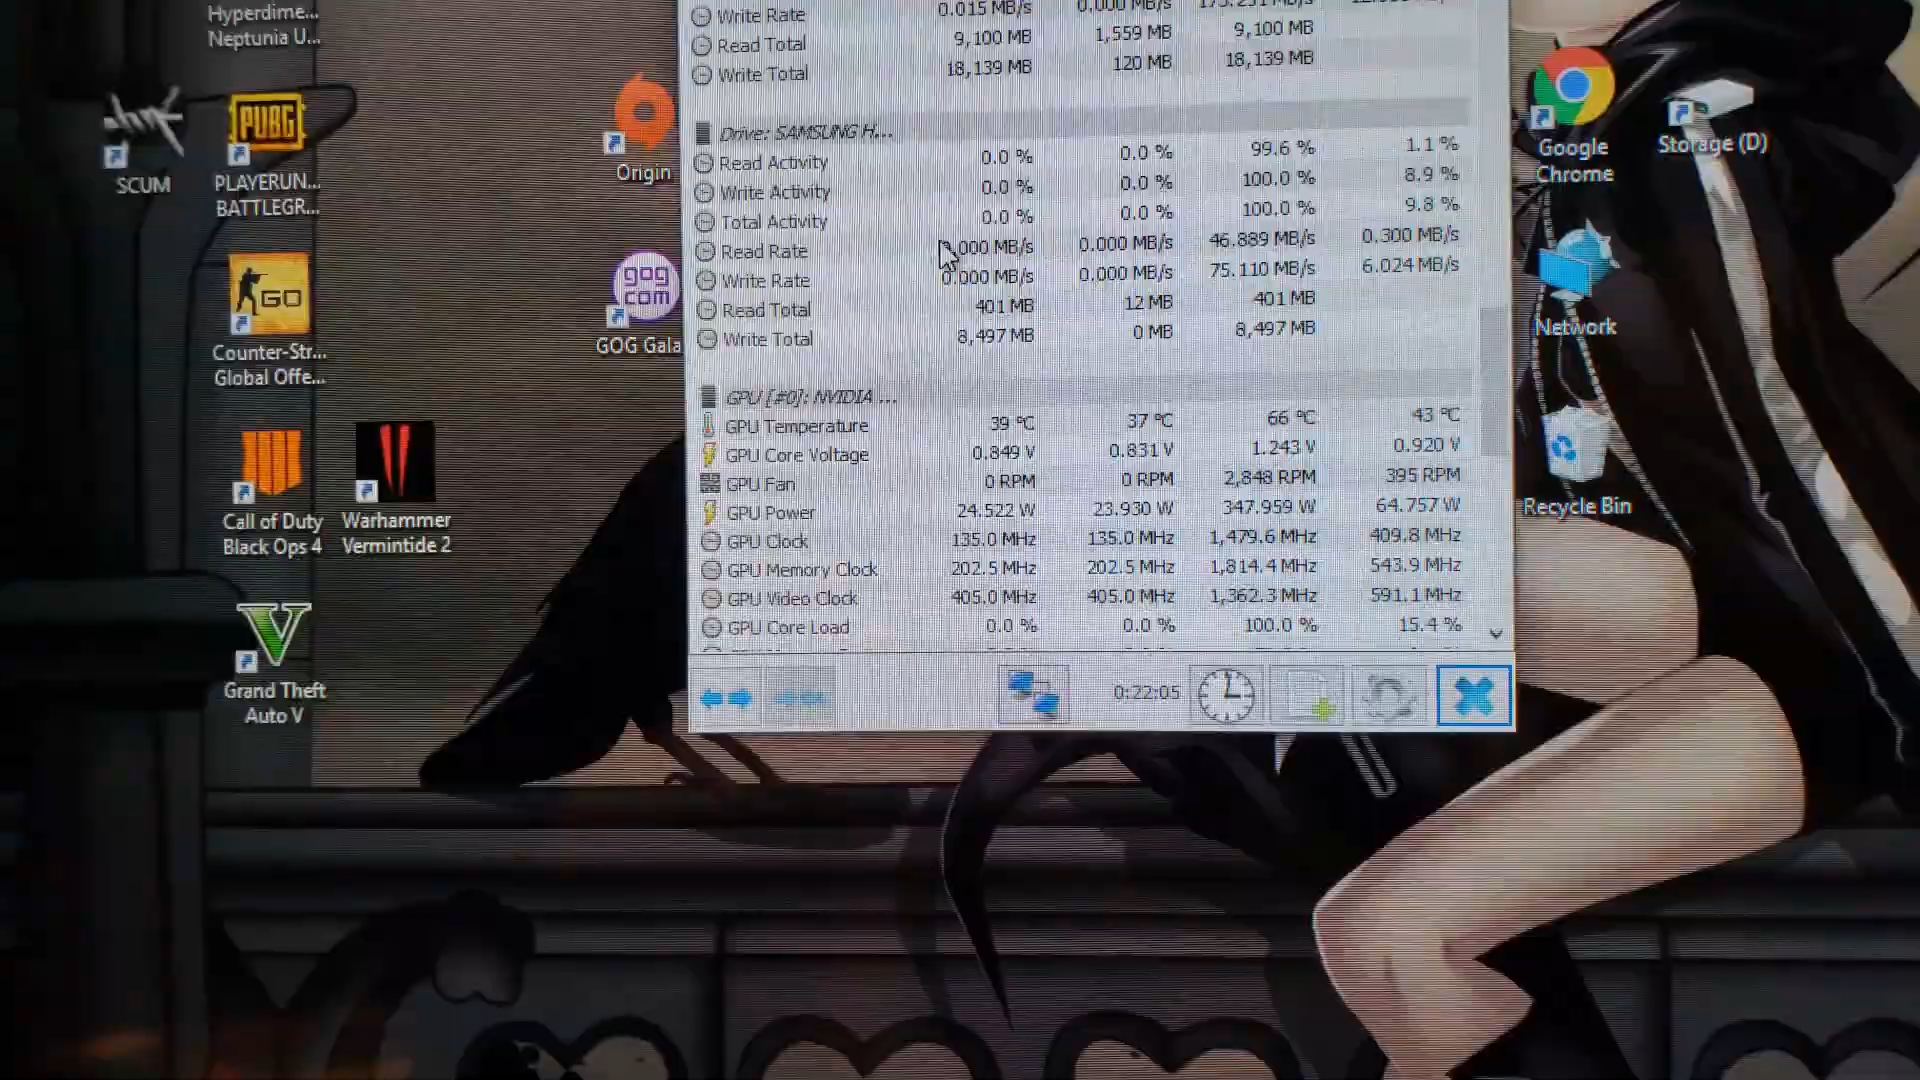 Hyperdime...
Neptunia U...
SCUM
PUBG
PLAYERUN...
BATTLEGR...
GO
Counter-Str...
Global Offe...
Call of Duty
Black Ops 4
Warhammer
Vermintide 2
Grand Theft
Auto V
Origin
gog
com
GOG Gala
Write Rate 0.015 MB/s 0.000 MB/s
Read Total 9,100 MB 1,559 MB 9,100 MB
Write Total 18,139 MB 120 MB 18,139 MB
Drive: SAMSUNG H...
Read Activity 0.0 % 0.0 % 99.6 % 1.1 %
Write Activity 0.0 % 0.0 % 100.0 % 8.9 %
Total Activity 0.0 % 0.0 % 100.0 % 9.8 %
Read Rate 0.000 MB/s 0.000 MB/s 46.889 MB/s 0.300 MB/s
Write Rate 0.000 MB/s 0.000 MB/s 75.110 MB/s 6.024 MB/s
Read Total 401 MB 12 MB 401 MB
Write Total 8,497 MB 0 MB 8,497 MB
GPU [#0]: NVIDIA ...
GPU Temperature 39 °C 37 °C 66 °C 43 °C
GPU Core Voltage 0.849 V 0.831 V 1.243 V 0.920 V
GPU Fan 0 RPM 0 RPM 2,848 RPM 395 RPM
GPU Power 24.522 W 23.930 W 347.959 W 64.757 W
GPU Clock 135.0 MHz 135.0 MHz 1,479.6 MHz 409.8 MHz
GPU Memory Clock 202.5 MHz 202.5 MHz 1,814.4 MHz 543.9 MHz
GPU Video Clock 405.0 MHz 405.0 MHz 1,362.3 MHz 591.1 MHz
GPU Core Load 0.0 % 0.0 % 100.0 % 15.4 %
0:22:05
Google
Chrome
Storage (D)
Network
Recycle Bin